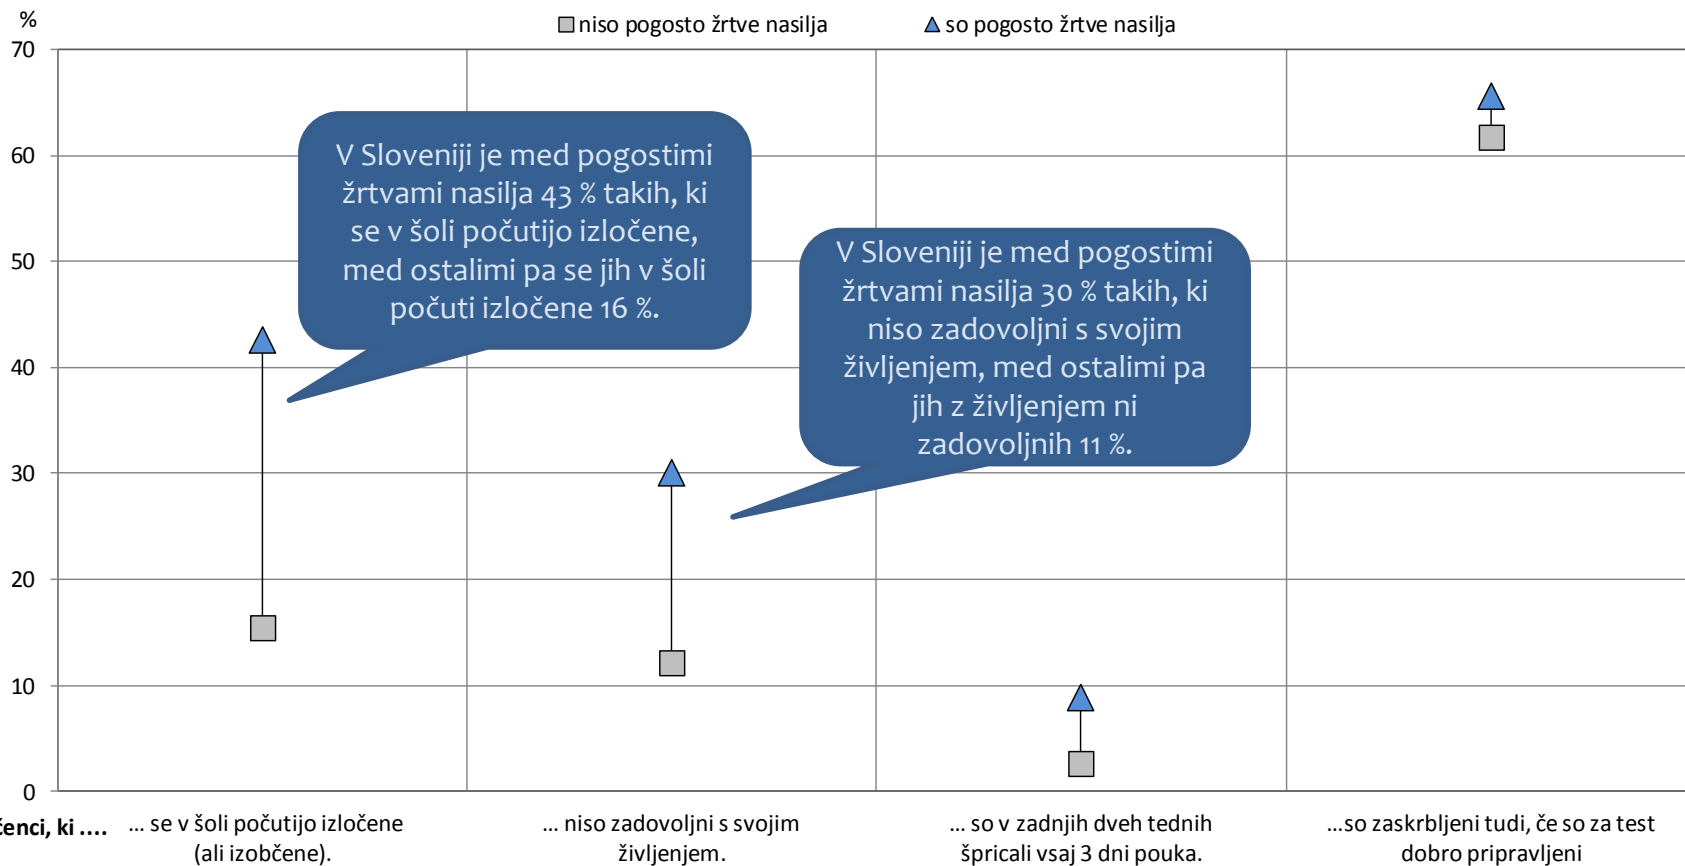 %
niso pogosto žrtve nasilja
so pogosto žrtve nasilja
70
60
50
40
30
20
10
0
V Sloveniji je med pogostimi
žrtvami nasilja 43 % takih, ki
se v šoli počutijo izločene,
med ostalimi pa se jih v šoli
počuti izločene 16 %.
V Sloveniji je med pogostimi
žrtvami nasilja 30 % takih, ki
niso zadovoljni s svojim
življenjem, med ostalimi pa
jih z življenjem ni
zadovoljnih 11 %.
čenci, ki ....
... se v šoli počutijo izločene
(ali izobčene).
... niso zadovoljni s svojim
življenjem.
... so v zadnjih dveh tednih
špricali vsaj 3 dni pouka.
...so zaskrbljeni tudi, če so za test
dobro pripravljeni